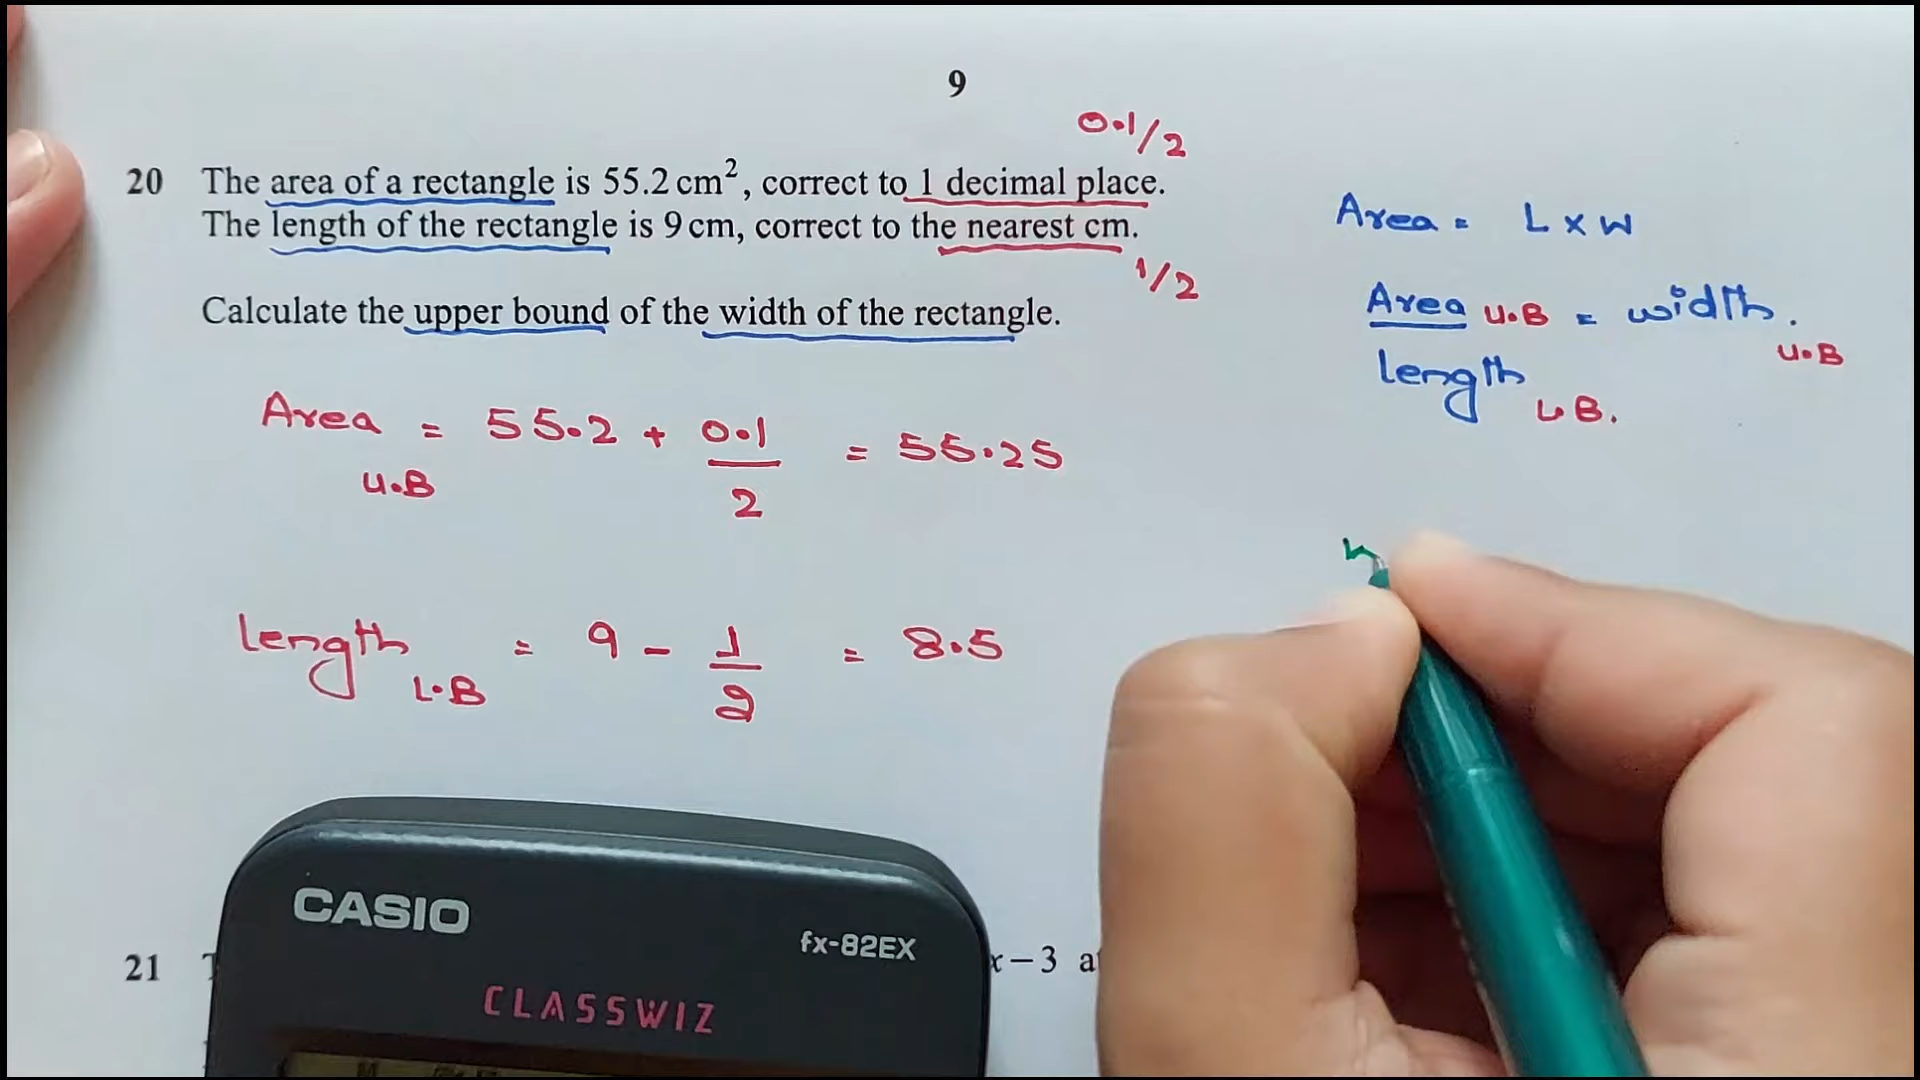 9
0.1/2
20 The area of a rectangle is 55.2 cm², correct to 1 decimal place.
The length of the rectangle is 9 cm, correct to the nearest cm.
1/2
Calculate the upper bound of the width of the rectangle.
Area = L x W
Area U.B = width.
U.B
length
LB.
Area = 55.2 + 0.1/2 = 55.25
U.B
length = 9 - 1/2 = 8.5
L.B
CASIO
fx-82EX
CLASSWIZ
21
x – 3